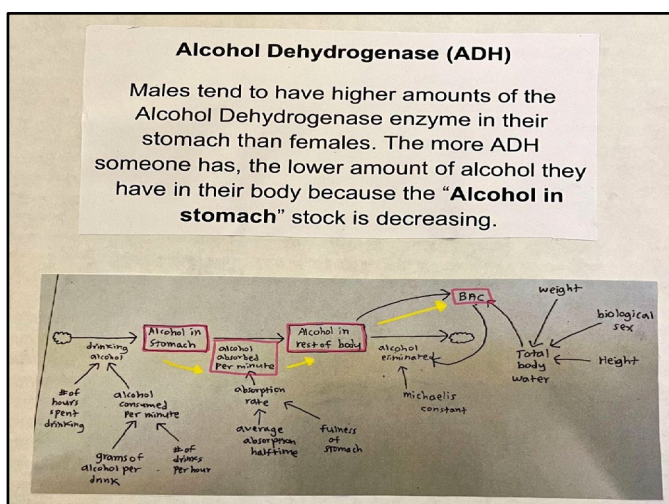 Alcohol Dehydrogenase (ADH)
Males tend to have higher amounts of the
Alcohol Dehydrogenase enzyme in their
stomach than females. The more ADH
someone has, the lower amount of alcohol they
have in their body because the “Alcohol in
stomach” stock is decreasing.
drinking
alcohol
# of
hours
spent
drinking
alcohol
consumed
Per minute
grams of
alcohol per
drink
# of
drinks
Per hour
Alcohol in
stomach
alcohol
absorbed
Per minute
absorption
rate
average
absorption
halftime
fulness of
stomach
Alcohol in
rest of body
alcohol
eliminated
michaelis
constant
BAC
weight
biological
sex
Height
Total
body
water